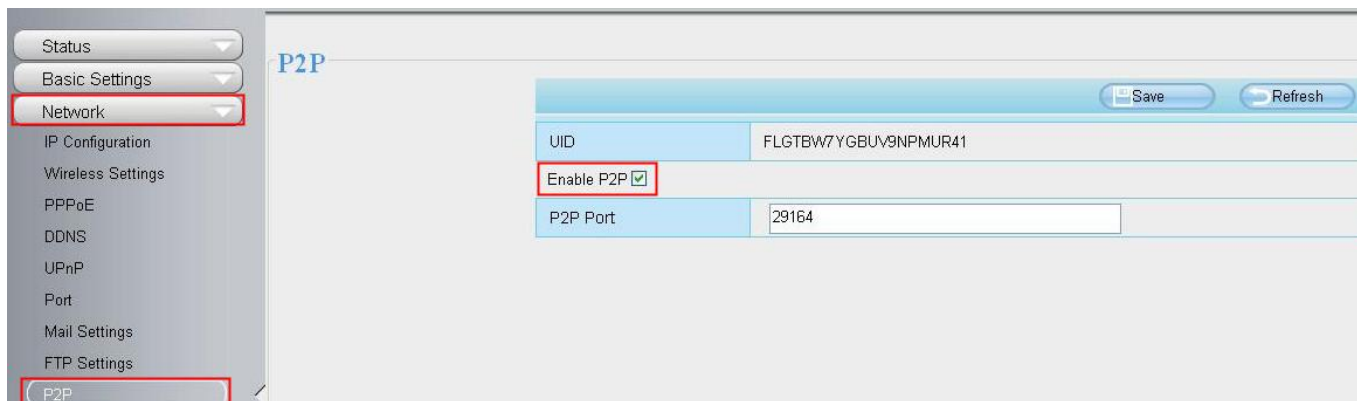 Status
Basic Settings
Network
IP Configuration
Wireless Settings
PPPoE
DDNS
UPnP
Port
Mail Settings
FTP Settings
P2P
P2P
Save Refresh
UID FLGTBW7YGBUV9NPMUR41
Enable P2P
P2P Port 29164